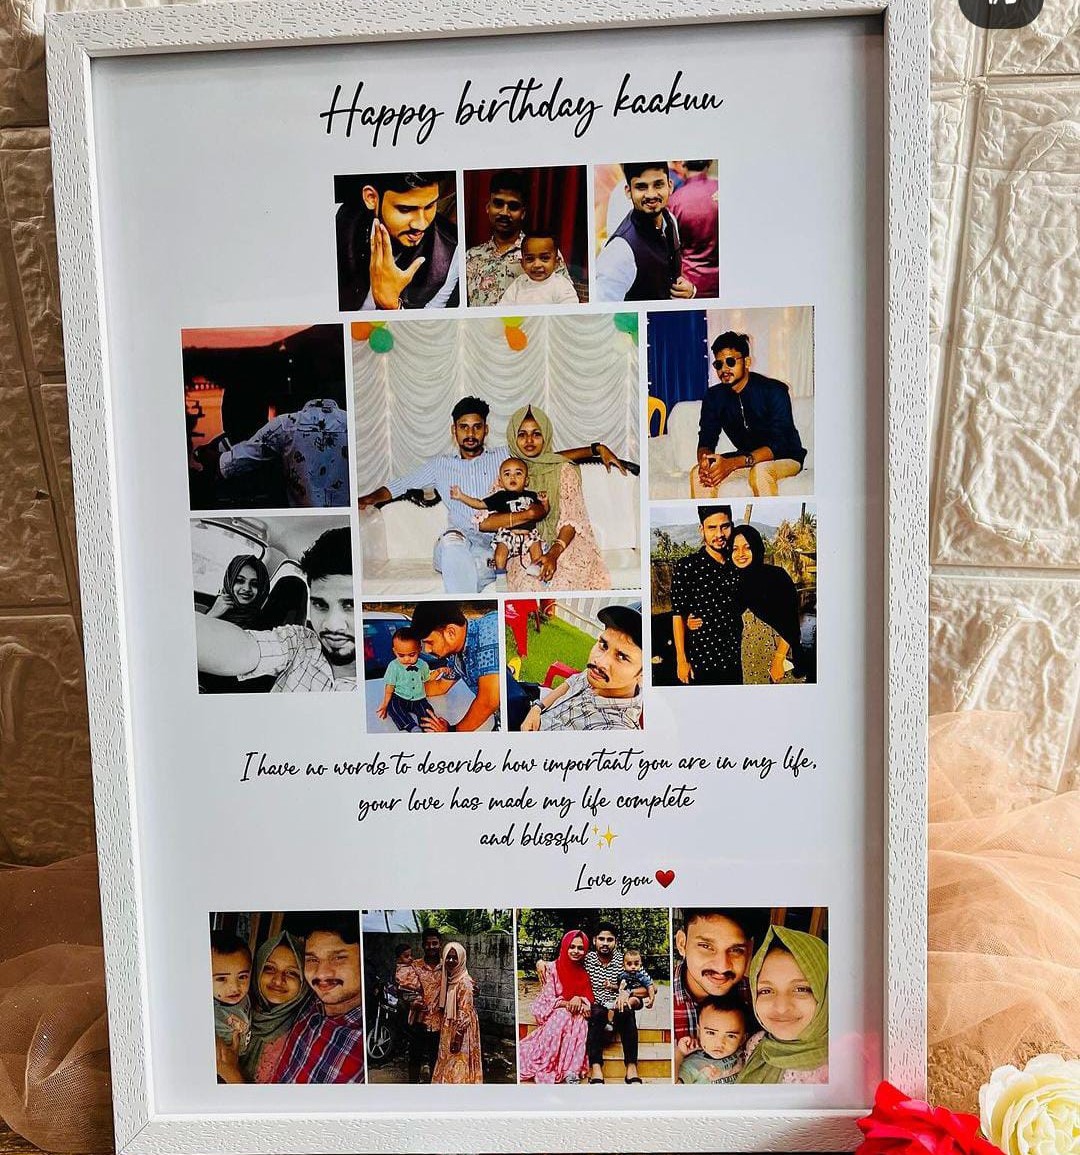 Happy birthday kaakuu
I have no words to describe how important you are in my life,
your love has made my life complete
and blissful✨
Love you❤️